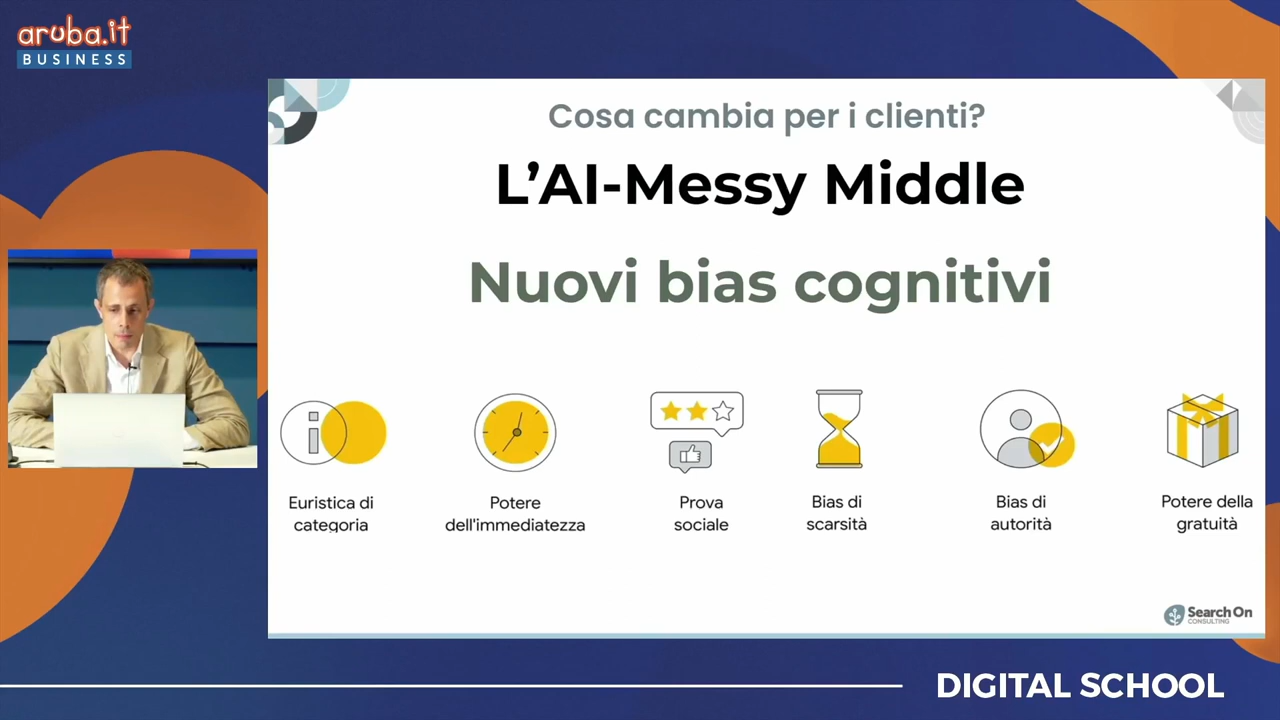 aruba.it
BUSINESS
Cosa cambia per i clienti?
L'AI-Messy Middle
Nuovi bias cognitivi
Euristica di
categoria
Potere
dell'immediatezza
Prova
sociale
Bias di
scarsità
Bias di
autorità
Potere della
gratuità
Search On
CONSULTING
DIGITAL SCHOOL